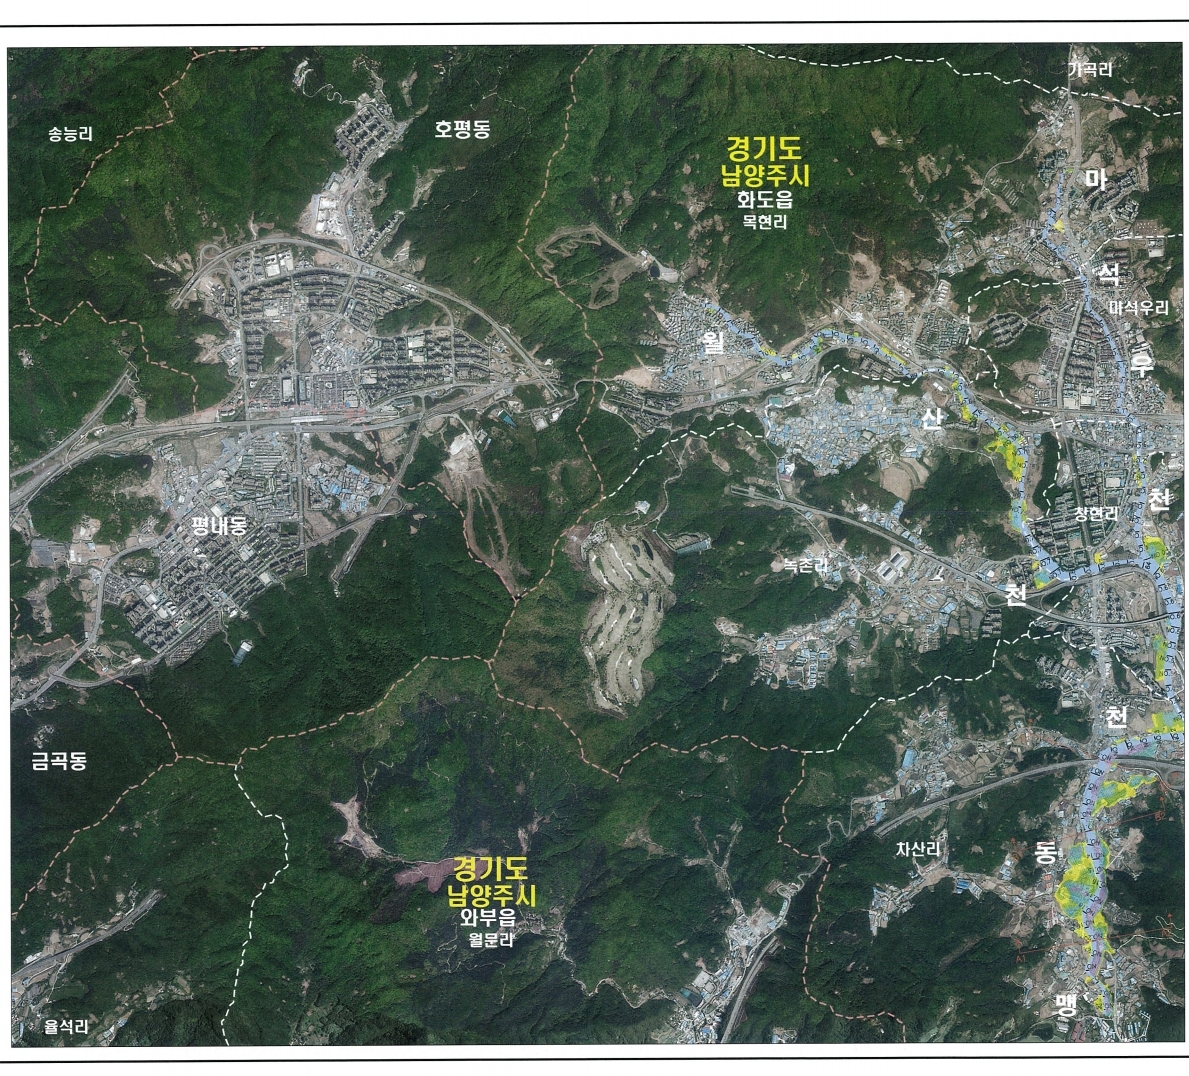 가곡리
송능리
호평동
경기도
남양주시
화도읍
목현리
마
석
마석우리
우
월
산
천
창현리
평내동
녹촌리
천
천
금곡동
차산리
동
경기도
남양주시
와부읍
월문리
맹
율석리